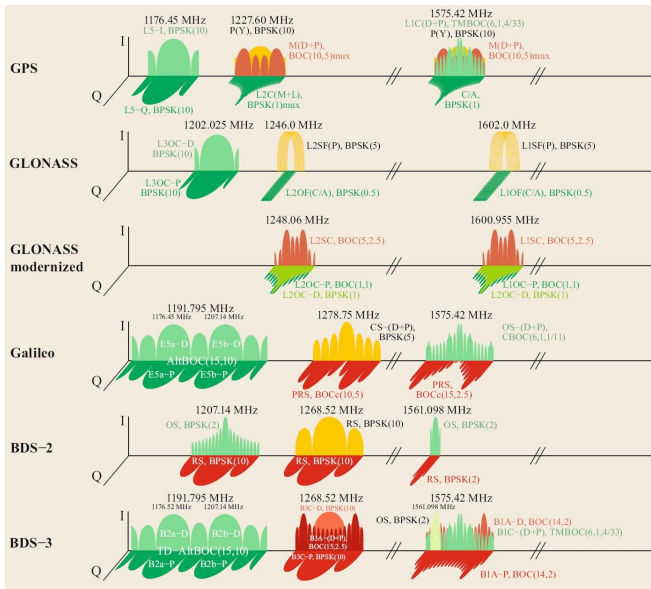 1176.45 MHz
L5−I, BPSK(10)
1227.60 MHz
P(Y), BPSK(10)
1575.42 MHz
L1C(D+P), TMBOC(6,1,4/33)
P(Y), BPSK(10)
I
M(D+P),
BOC(10,5)mux
M(D+P),
BOC(10,5)mux
GPS
Q
L5−Q, BPSK(10)
L2C(M+L),
BPSK(1)mux
C/A,
BPSK(1)
1202.025 MHz
1246.0 MHz
1602.0 MHz
I
L3OC−D
BPSK(10)
L2SF(P), BPSK(5)
L1SF(P), BPSK(5)
GLONASS
Q
L3OC−P
BPSK(10)
L2OF(C/A), BPSK(0.5)
L1OF(C/A), BPSK(0.5)
1248.06 MHz
1600.955 MHz
I
L2SC, BOC(5,2.5)
L1SC, BOC(5,2.5)
GLONASS
modernized
Q
L2OC−P, BOC(1,1)
L2OC−D, BPSK(1)
L1OC−P, BOC(1,1)
L2OC−D, BPSK(1)
1191.795 MHz
1176.45 MHz
1207.14 MHz
1278.75 MHz
1575.42 MHz
I
E5a−D
E5b−D
CS−(D+P),
BPSK(5)
OS−(D+P),
CBOC(6,1,1/11)
Galileo
AltBOC(15,10)
Q
E5a−P
E5b−P
PRS, BOCc(10,5)
PRS,
BOCc(15,2.5)
1207.14 MHz
1268.52 MHz
1561.098 MHz
I
OS, BPSK(2)
RS, BPSK(10)
OS, BPSK(2)
BDS−2
Q
RS, BPSK(10)
RS, BPSK(10)
RS, BPSK(2)
1191.795 MHz
1176.52 MHz
1207.14 MHz
1268.52 MHz
B3C−D, BPSK(10)
1575.42 MHz
1561.098 MHz
I
B2a−D
B2b−D
OS, BPSK(2)
B1A−D, BOC(14,2)
B1C−(D+P), TMBOC(6,1,4/33)
BDS−3
B3A−(D+P),
BOC(15,2.5)
TD−AltBOC(15,10)
B3C−P, BPSK(10)
Q
B2a−P
B2b−P
B1A−P, BOC(14,2)